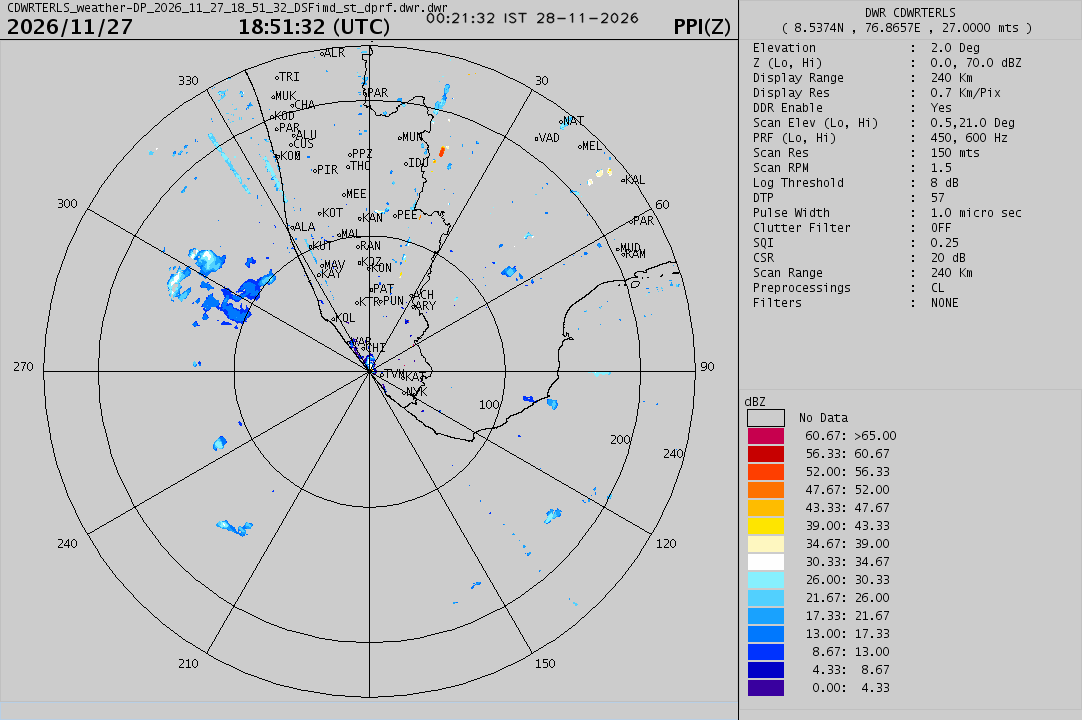 CDWRTERLS_weather-DP_2026_11_27_18_51_32_DSFimd_st_dprf.dwr.dwr
2026/11/27
18:51:32 (UTC)
00:21:32 IST 28-11-2026
PPI(Z)
DWR CDWRTERLS
( 8.5374N , 76.8657E , 27.0000 mts )
Elevation : 2.0 Deg
Z (Lo, Hi) : 0.0, 70.0 dBZ
Display Range : 240 Km
Display Res : 0.7 Km/Pix
DDR Enable : Yes
Scan Elev (Lo, Hi) : 0.5,21.0 Deg
PRF (Lo, Hi) : 450, 600 Hz
Scan Res : 150 mts
Scan RPM : 1.5
Log Threshold : 8 dB
DTP : 57
Pulse Width : 1.0 micro sec
Clutter Filter : OFF
SQI : 0.25
CSR : 20 dB
Scan Range : 240 Km
Preprocessings : CL
Filters : NONE
dBZ
No Data
60.67: >65.00
56.33: 60.67
52.00: 56.33
47.67: 52.00
43.33: 47.67
39.00: 43.33
34.67: 39.00
30.33: 34.67
26.00: 30.33
21.67: 26.00
17.33: 21.67
13.00: 17.33
8.67: 13.00
4.33: 8.67
0.00: 4.33
ALR
330
TRI
30
MUK
PAR
CHA
KOD
NAT
PAR
ALU
MUN
VAD
CUS
MEL
KOM
PPZ
IDU
THO
PIR
KAL
MEE
300
60
KOT
KAN
PEE
PAR
ALA
MAL
KUT
RAN
MUD
RAM
KOZ
MAV
KON
KAY
PAT
ACH
KTR
PUN
ARY
KOL
VAR
CHI
270
90
TVM
KAT
NYK
100
200
240
240
120
210
150